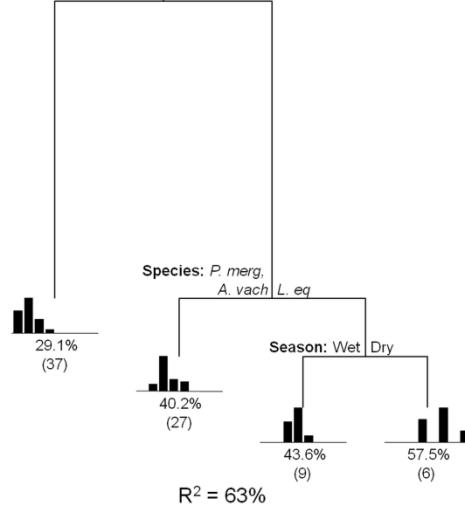 Species: P. merg,
A. vach L. eq
29.1%
(37)
Season: Wet Dry
40.2%
(27)
43.6%
(9)
57.5%
(6)
R² = 63%